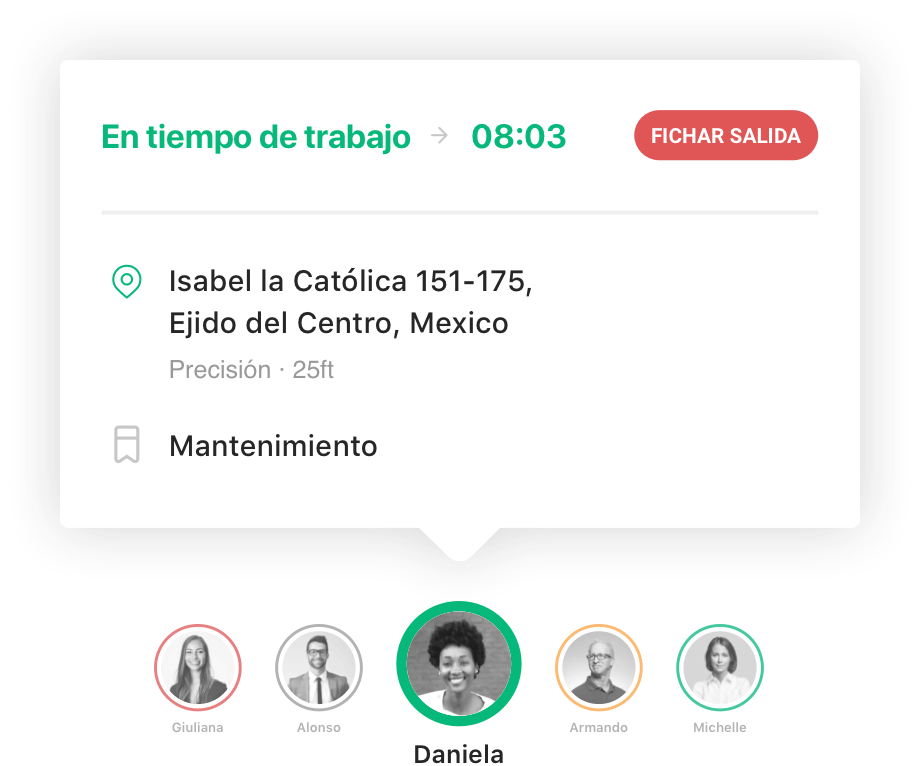 En tiempo de trabajo → 08:03
FICHAR SALIDA
Isabel la Católica 151-175,
Ejido del Centro, Mexico
Precisión · 25ft
Mantenimiento
Giuliana
Alonso
Daniela
Armando
Michelle